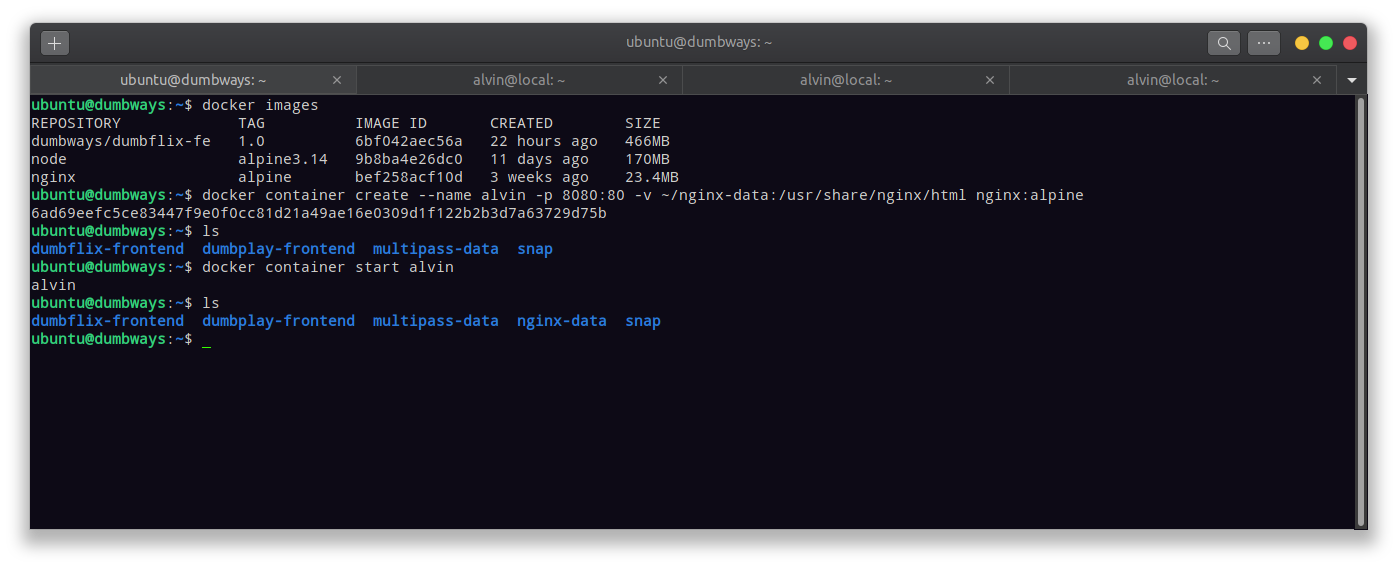 ubuntu@dumbways: ~
ubuntu@dumbways: ~ alvin@local: ~ alvin@local: ~ alvin@local: ~
ubuntu@dumbways:~$ docker images
REPOSITORY             TAG          IMAGE ID       CREATED        SIZE
dumbways/dumbflix-fe   1.0          6bf042aec56a   22 hours ago   466MB
node                   alpine3.14   9b8ba4e26dc0   11 days ago    170MB
nginx                  alpine       bef258acf10d   3 weeks ago    23.4MB
ubuntu@dumbways:~$ docker container create --name alvin -p 8080:80 -v ~/nginx-data:/usr/share/nginx/html nginx:alpine
6ad69eefc5ce83447f9e0f0cc81d21a49ae16e0309d1f122b2b3d7a63729d75b
ubuntu@dumbways:~$ ls
dumbflix-frontend  dumbplay-frontend  multipass-data  snap
ubuntu@dumbways:~$ docker container start alvin
alvin
ubuntu@dumbways:~$ ls
dumbflix-frontend  dumbplay-frontend  multipass-data  nginx-data  snap
ubuntu@dumbways:~$ _